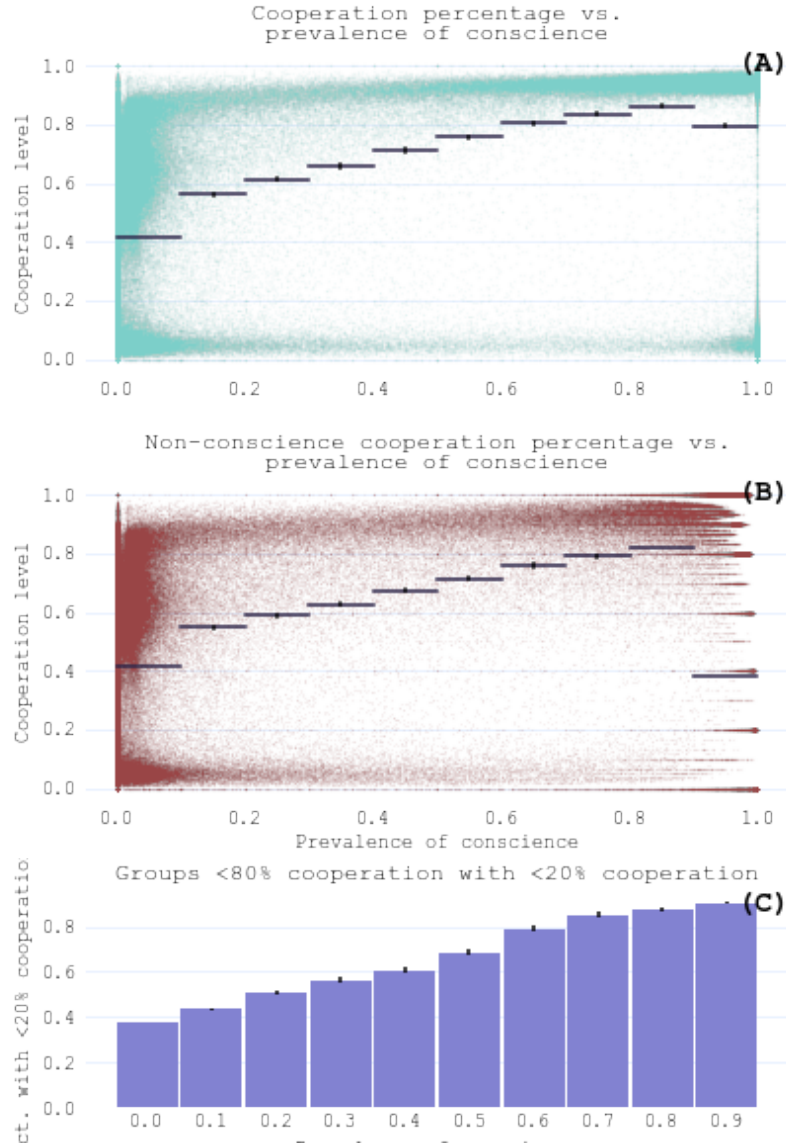 Cooperation percentage vs.
prevalence of conscience
(A)
Cooperation level
1.0
0.8
0.6
0.4
0.2
0.0
0.0 0.2 0.4 0.6 0.8 1.0
Non-conscience cooperation percentage vs.
prevalence of conscience
(B)
Cooperation level
1.0
0.8
0.6
0.4
0.2
0.0
0.0 0.2 0.4 0.6 0.8 1.0
Prevalence of conscience
Groups <80% cooperation with <20% cooperation
(C)
ct. with <20% cooperatio
0.8
0.6
0.4
0.2
0.0
0.0 0.1 0.2 0.3 0.4 0.5 0.6 0.7 0.8 0.9